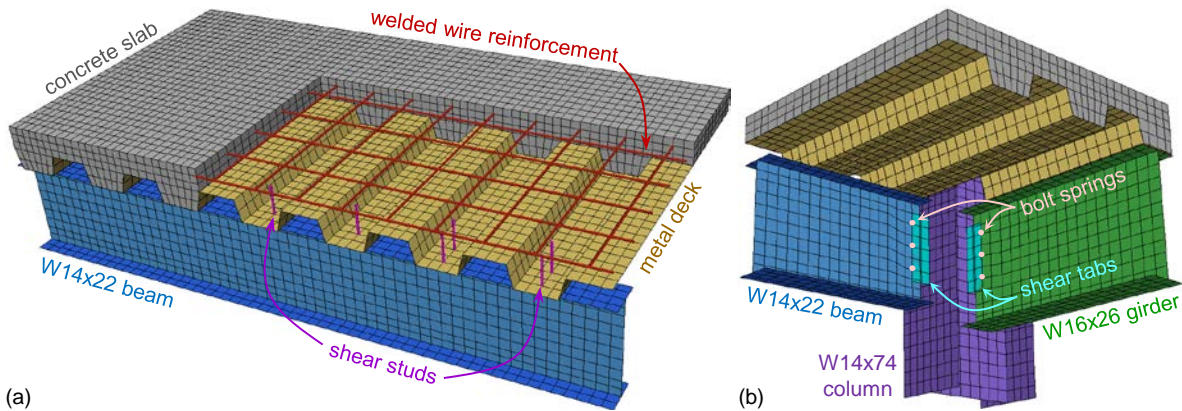 (a)
concrete slab
welded wire reinforcement
metal deck
W14x22 beam
shear studs
(b)
bolt springs
shear tabs
W14x22 beam
W16x26 girder
W14x74
column